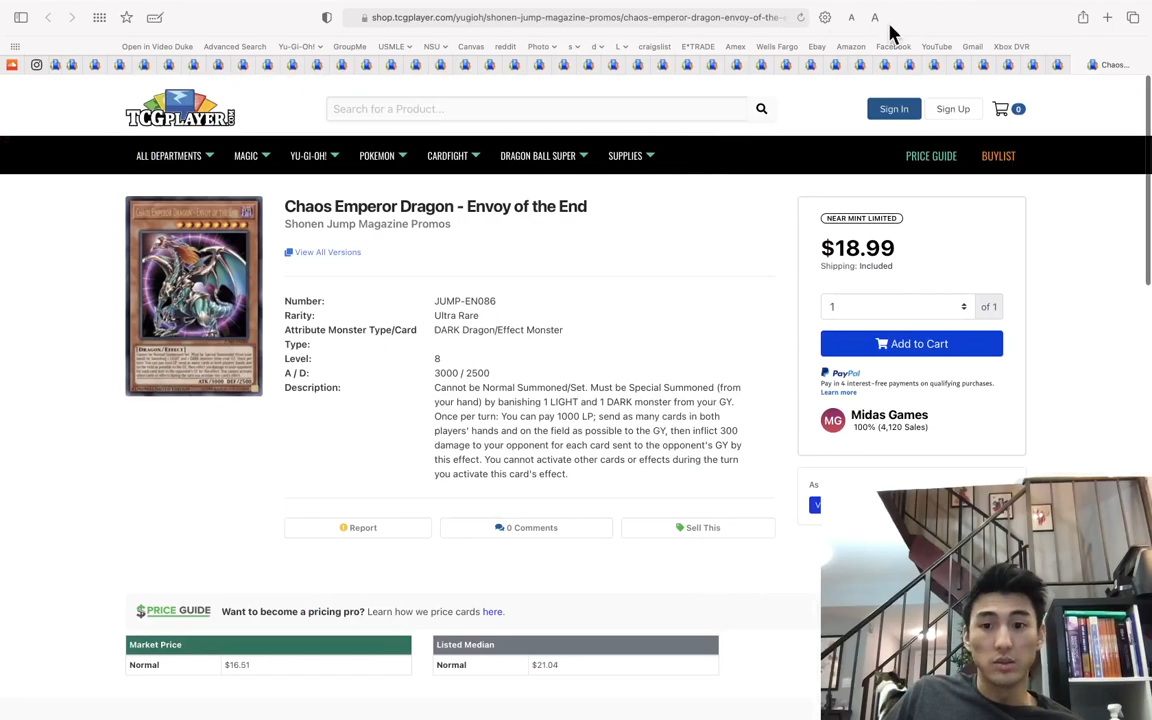 shop.tcgplayer.com/yugioh/shonen-jump-magazine-promos/chaos-emperor-dragon-envoy-of-the-
A A
Open in Video Duke Advanced Search Yu-Gi-Oh! GroupMe USMLE NSU Canvas reddit Photo s d L craigslist E*TRADE Amex Wells Fargo Ebay Amazon Facebook YouTube Gmail Xbox DVR
Chaos...
TCGPLAYER.COM
Search for a Product...
Sign In
Sign Up
0
ALL DEPARTMENTS MAGIC YU-GI-OH! POKEMON CARDFIGHT DRAGON BALL SUPER SUPPLIES PRICE GUIDE BUYLIST
Chaos Emperor Dragon - Envoy of the End
Shonen Jump Magazine Promos
View All Versions
Number: JUMP-EN086
Rarity: Ultra Rare
Attribute Monster Type/Card DARK Dragon/Effect Monster
Type:
Level: 8
A / D: 3000 / 2500
Description: Cannot be Normal Summoned/Set. Must be Special Summoned (from
your hand) by banishing 1 LIGHT and 1 DARK monster from your GY.
Once per turn: You can pay 1000 LP; send as many cards in both
players' hands and on the field as possible to the GY, then inflict 300
damage to your opponent for each card sent to the opponent's GY by
this effect. You cannot activate other cards or effects during the turn
you activate this card's effect.
Report
0 Comments
Sell This
NEAR MINT LIMITED
$18.99
Shipping: Included
1
of 1
Add to Cart
PayPal
Pay in 4 interest-free payments on qualifying purchases.
Learn more
MG
Midas Games
100% (4,120 Sales)
As
V
PRICE GUIDE Want to become a pricing pro? Learn how we price cards here.
Market Price
Normal $16.51
Listed Median
Normal $21.04